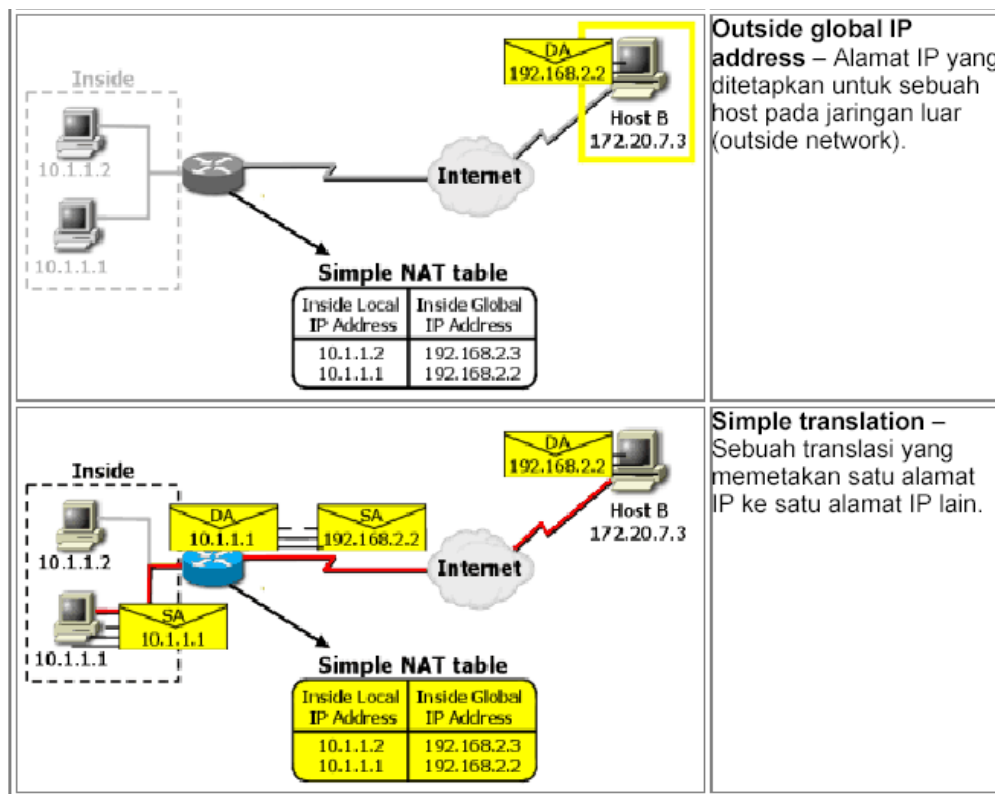 DA
192.168.2.2
Inside
10.1.1.2
10.1.1.1
Host B
172.20.7.3
Internet
Simple NAT table
Inside Local IP Address
Inside Global IP Address
10.1.1.2 192.168.2.3
10.1.1.1 192.168.2.2
Outside global IP
address – Alamat IP yang
ditetapkan untuk sebuah
host pada jaringan luar
(outside network).
DA
192.168.2.2
Inside
DA
10.1.1.1
SA
192.168.2.2
Host B
172.20.7.3
10.1.1.2
Internet
SA
10.1.1.1
10.1.1.1
Simple NAT table
Inside Local IP Address
Inside Global IP Address
10.1.1.2 192.168.2.3
10.1.1.1 192.168.2.2
Simple translation –
Sebuah translasi yang
memetakan satu alamat
IP ke satu alamat IP lain.